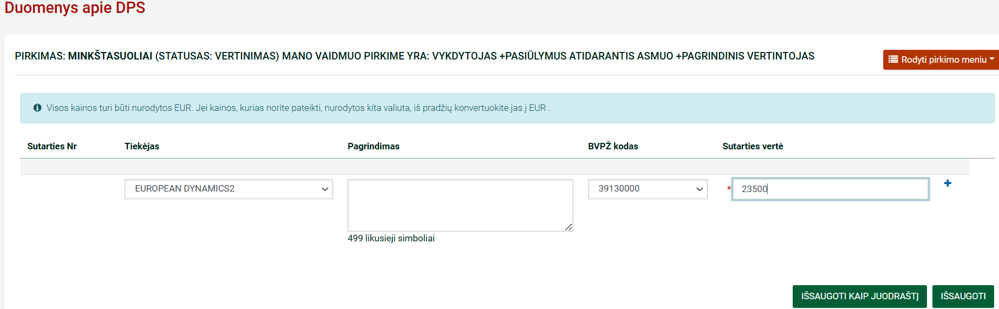 Duomenys apie DPS
PIRKIMAS: MINKŠTASUOLIAI (STATUSAS: VERTINIMAS) MANO VAIDMUO PIRKIME YRA: VYKDYTOJAS +PASIŪLYMUS ATIDARANTIS ASMUO +PAGRINDINIS VERTINTOJAS
Rodyti pirkimo meniu
Visos kainos turi būti nurodytos EUR. Jei kainos, kurias norite pateikti, nurodytos kita valiuta, iš pradžių konvertuokite jas į EUR .
Sutarties Nr Tiekėjas Pagrindimas BVPŽ kodas Sutarties vertė
EUROPEAN DYNAMICS2 39130000 * 23500
499 likusieji simboliai
IŠSAUGOTI KAIP JUODRAŠTĮ IŠSAUGOTI